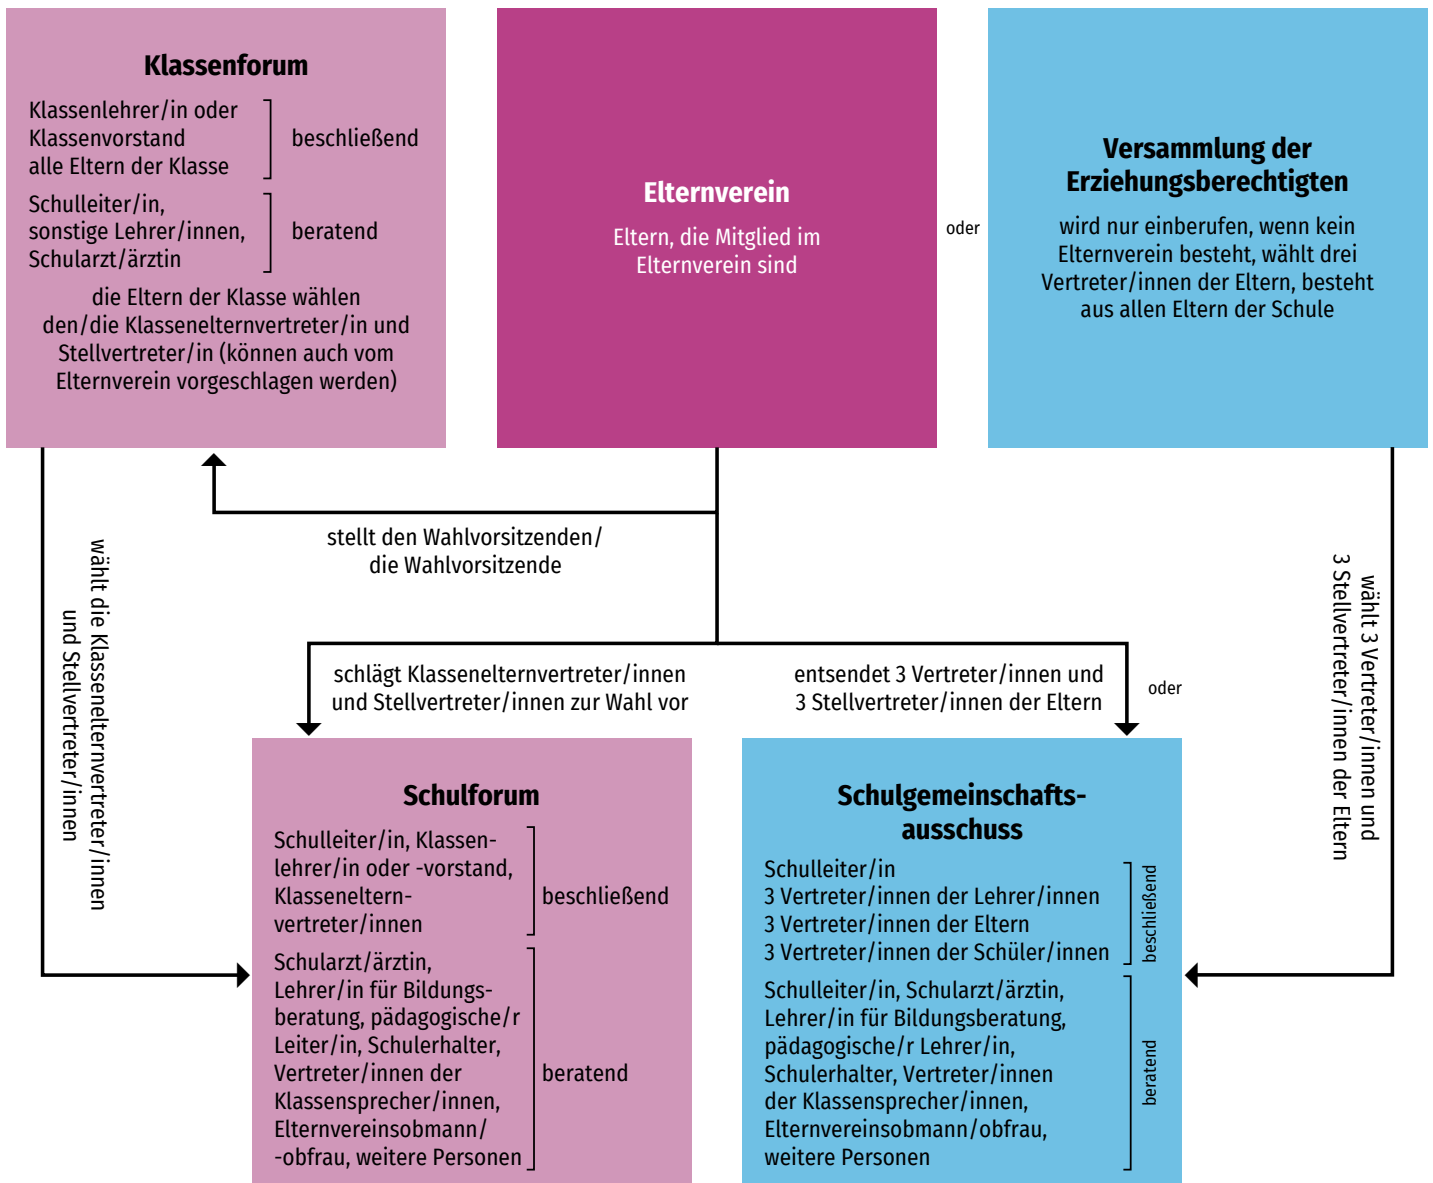 Klassenforum
Klassenlehrer/in oder
Klassenvorstand
alle Eltern der Klasse
beschließend
Schulleiter/in,
sonstige Lehrer/innen,
Schularzt/ärztin
beratend
die Eltern der Klasse wählen
den/die Klassenelternvertreter/in und
Stellvertreter/in (können auch vom
Elternverein vorgeschlagen werden)
Elternverein
Eltern, die Mitglied im
Elternverein sind
oder
Versammlung der
Erziehungsberechtigten
wird nur einberufen, wenn kein
Elternverein besteht, wählt drei
Vertreter/innen der Eltern, besteht
aus allen Eltern der Schule
stellt den Wahlvorsitzenden/
die Wahlvorsitzende
wählt die Klassenelternvertreter/innen
und Stellvertreter/innen
schlägt Klassenelternvertreter/innen
und Stellvertreter/innen zur Wahl vor
entsendet 3 Vertreter/innen und
3 Stellvertreter/innen der Eltern
oder
wählt 3 Vertreter/innen und
3 Stellvertreter/innen der Eltern
Schulforum
Schulleiter/in, Klassen-
lehrer/in oder -vorstand,
Klasseneltern-
vertreter/innen
beschließend
Schularzt/ärztin,
Lehrer/in für Bildungs-
beratung, pädagogische/r
Leiter/in, Schulerhalter,
Vertreter/innen der
Klassensprecher/innen,
Elternvereinsobmann/
-obfrau, weitere Personen
beratend
Schulgemeinschafts-
ausschuss
Schulleiter/in
3 Vertreter/innen der Lehrer/innen
3 Vertreter/innen der Eltern
3 Vertreter/innen der Schüler/innen
beschließend
Schulleiter/in, Schularzt/ärztin,
Lehrer/in für Bildungsberatung,
pädagogische/r Lehrer/in,
Schulerhalter, Vertreter/innen
der Klassensprecher/innen,
Elternvereinsobmann/obfrau,
weitere Personen
beratend